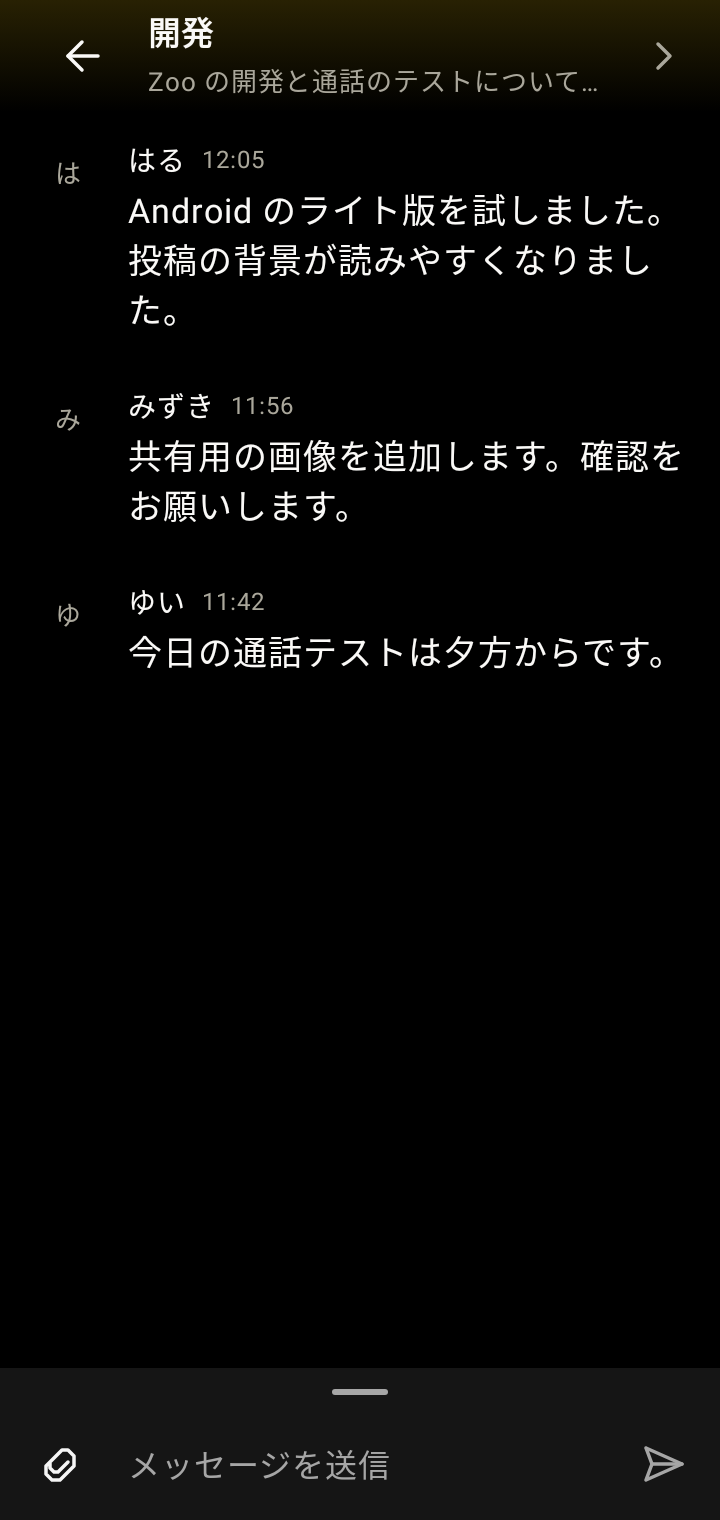 開発
Zoo の開発と通話のテストについて…
は
はる 12:05
Android のライト版を試しました。
投稿の背景が読みやすくなりまし
た。
み
みずき 11:56
共有用の画像を追加します。確認を
お願いします。
ゆ
ゆい 11:42
今日の通話テストは夕方からです。
メッセージを送信